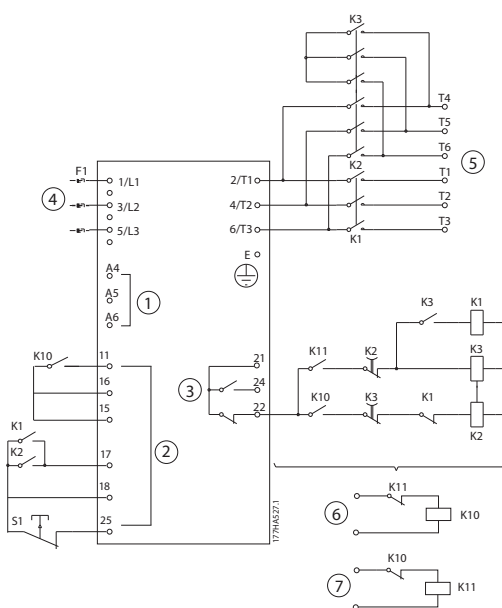 K3
T4
T5
T6
5
K2
T1
T2
T3
K1
F1
4
1/L1
3/L2
5/L3
2/T1
4/T2
6/T3
E
A4
A5
A6
1
K10
11
16
15
K1
K2
17
18
S1
25
2
3
21
24
22
177HA527.1
K11
K2
K3
K1
K3
K10
K3
K1
K2
6
K11
K10
7
K10
K11